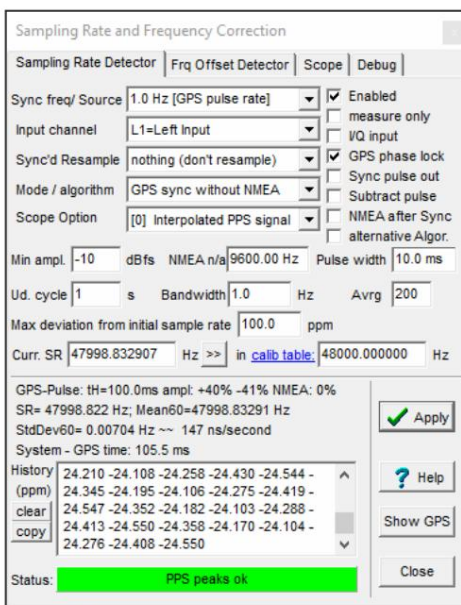 Sampling Rate and Frequency Correction
Sampling Rate Detector Frq Offset Detector Scope Debug
Sync freq/ Source 1.0 Hz [GPS pulse rate] Enabled
measure only
Input channel L1=Left Input I/Q input
Sync'd Resample nothing (don't resample) GPS phase lock
Sync pulse out
Mode / algorithm GPS sync without NMEA Subtract pulse
Scope Option [0] Interpolated PPS signal NMEA after Sync
alternative Algor.
Min ampl. -10 dBfs NMEA n/a 9600.00 Hz Pulse width 10.0 ms
Ud. cycle 1 s Bandwidth 1.0 Hz Avrg 200
Max deviation from initial sample rate 100.0 ppm
Curr. SR 47998.832907 Hz >> in calib table: 48000.000000 Hz
GPS-Pulse: tH=100.0ms ampl: +40% -41% NMEA: 0%
SR= 47998.822 Hz; Mean60=47998.83291 Hz
StdDev60= 0.00704 Hz ~~ 147 ns/second
System - GPS time: 105.5 ms
Apply
History (ppm)
clear
copy
24.210 -24.108 -24.258 -24.430 -24.544 -
24.345 -24.195 -24.106 -24.275 -24.419 -
24.547 -24.352 -24.182 -24.103 -24.288 -
24.413 -24.550 -24.358 -24.170 -24.104 -
24.276 -24.408 -24.550
? Help
Show GPS
Close
Status: PPS peaks ok